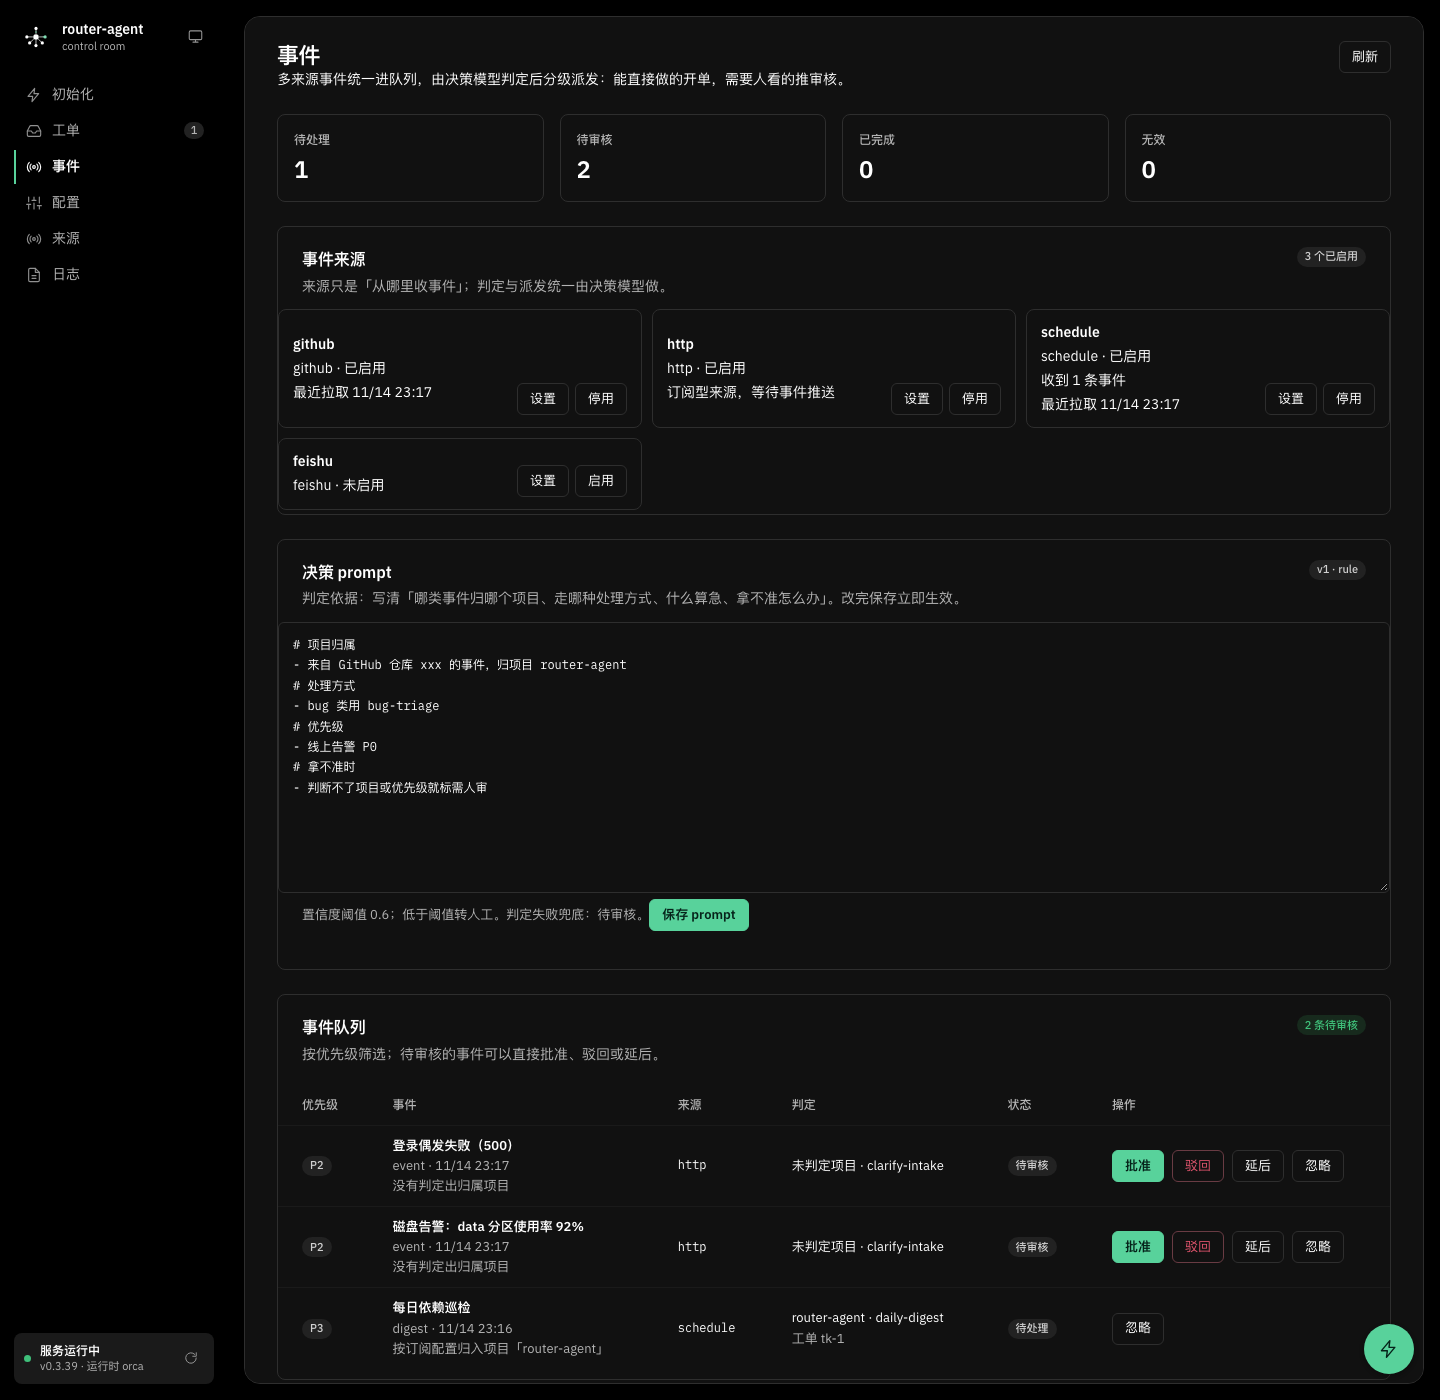 router-agent
control room
初始化
工单
1
事件
配置
来源
日志
服务运行中
v0.3.39 · 运行时 orca
事件
多来源事件统一进队列，由决策模型判定后分级派发：能直接做的开单，需要人看的推审核。
刷新
待处理
1
待审核
2
已完成
0
无效
0
事件来源
3 个已启用
来源只是「从哪里收事件」；判定与派发统一由决策模型做。
github
github · 已启用
最近拉取 11/14 23:17
设置
停用
http
http · 已启用
订阅型来源，等待事件推送
设置
停用
schedule
schedule · 已启用
收到 1 条事件
最近拉取 11/14 23:17
设置
停用
feishu
feishu · 未启用
设置
启用
决策 prompt
v1 · rule
判定依据：写清「哪类事件归哪个项目、走哪种处理方式、什么算急、拿不准怎么办」。改完保存立即生效。
# 项目归属
- 来自 GitHub 仓库 xxx 的事件，归项目 router-agent
# 处理方式
- bug 类用 bug-triage
# 优先级
- 线上告警 P0
# 拿不准时
- 判断不了项目或优先级就标需人审
置信度阈值 0.6；低于阈值转人工。判定失败兜底：待审核。
保存 prompt
事件队列
2 条待审核
按优先级筛选；待审核的事件可以直接批准、驳回或延后。
优先级 事件 来源 判定 状态 操作
P2
登录偶发失败（500）
event · 11/14 23:17
没有判定出归属项目
http
未判定项目 · clarify-intake
待审核
批准 驳回 延后 忽略
P2
磁盘告警：data 分区使用率 92%
event · 11/14 23:17
没有判定出归属项目
http
未判定项目 · clarify-intake
待审核
批准 驳回 延后 忽略
P3
每日依赖巡检
digest · 11/14 23:16
按订阅配置归入项目「router-agent」
schedule
router-agent · daily-digest
工单 tk-1
待处理
忽略